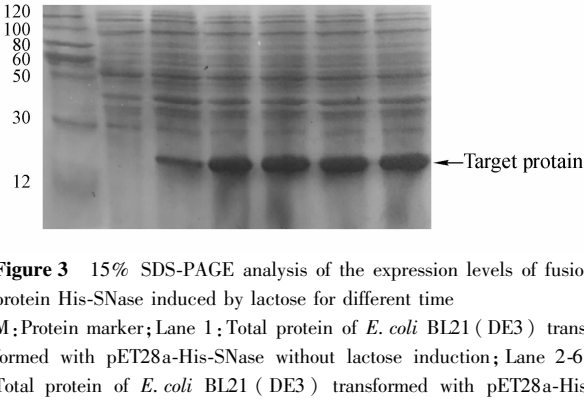 120
100
80
60
50
30
12
Target protain
Figure 3 15% SDS-PAGE analysis of the expression levels of fusio
protein His-SNase induced by lactose for different time
M:Protein marker;Lane 1:Total protein of E. coli BL21(DE3) trans
formed with pET28a-His-SNase without lactose induction;Lane 2-6
Total protein of E. coli BL21(DE3) transformed with pET28a-His